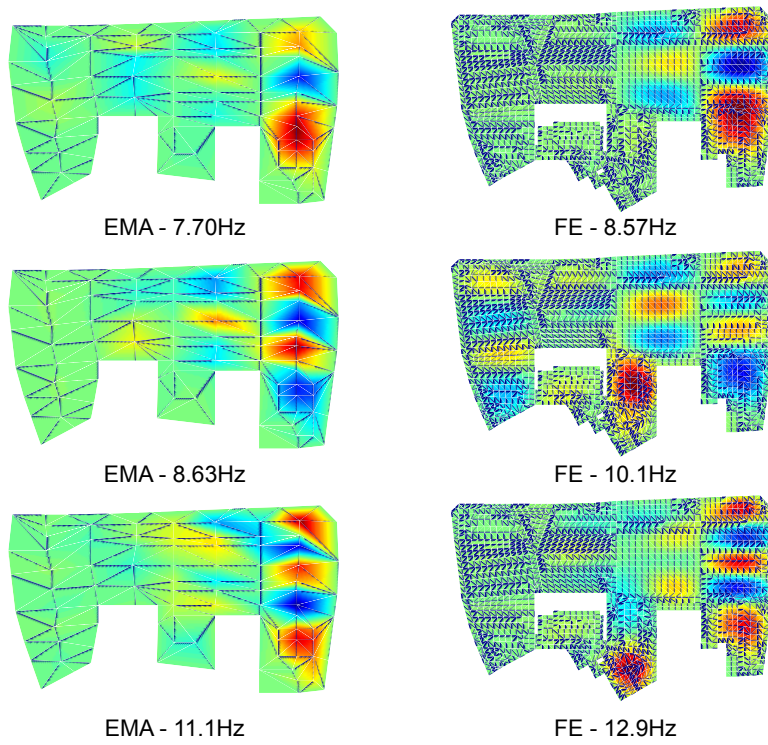 EMA - 7.70Hz
FE - 8.57Hz
EMA - 8.63Hz
FE - 10.1Hz
EMA - 11.1Hz
FE - 12.9Hz